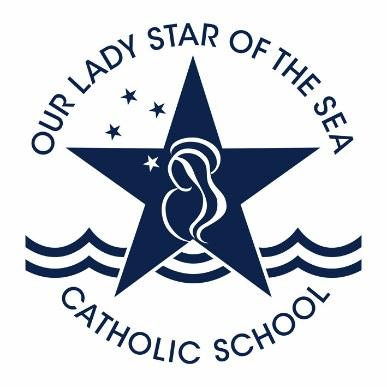 OUR LADY STAR OF THE SEA
CATHOLIC SCHOOL